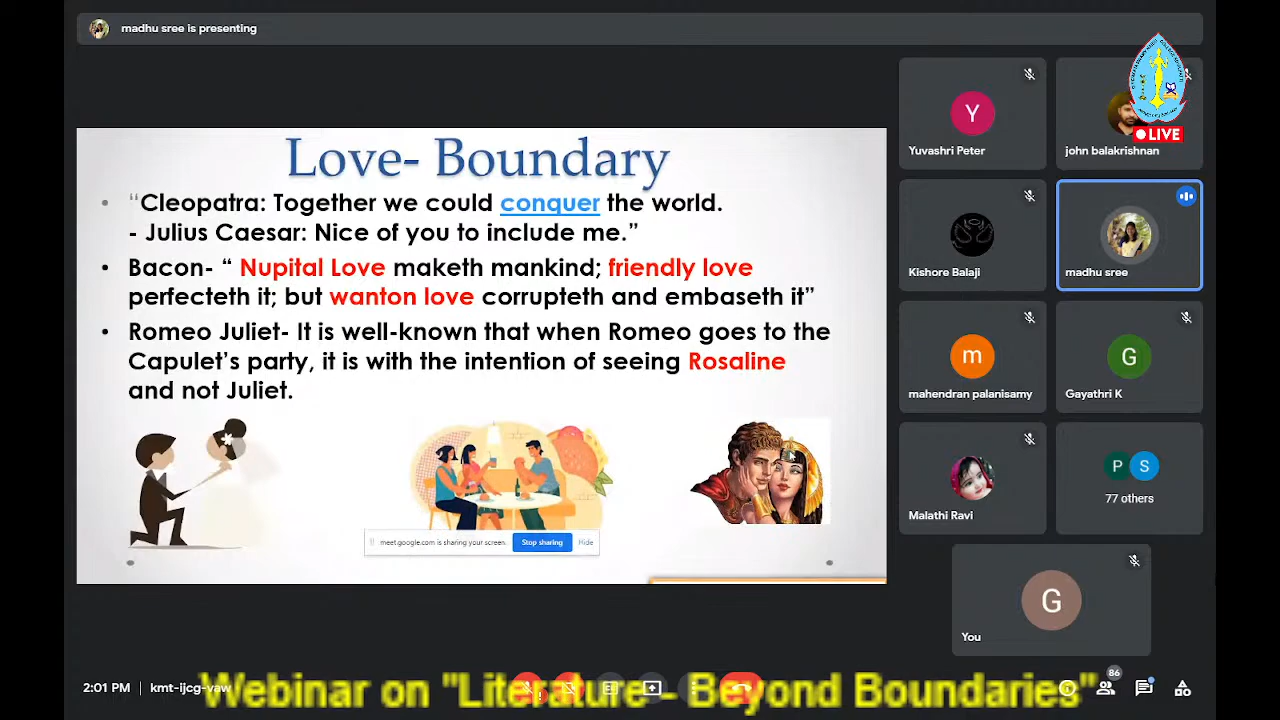 madhu sree is presenting
LIVE
Love- Boundary
• “Cleopatra: Together we could conquer the world.
- Julius Caesar: Nice of you to include me.”
• Bacon- “ Nupital Love maketh mankind; friendly love
perfecteth it; but wanton love corrupteth and embaseth it”
• Romeo Juliet- It is well-known that when Romeo goes to the
Capulet’s party, it is with the intention of seeing Rosaline
and not Juliet.
meet.google.com is sharing your screen. Stop sharing Hide
Y
Yuvashri Peter
john balakrishnan
Kishore Balaji
madhu sree
m
mahendran palanisamy
G
Gayathri K
Malathi Ravi
P S
77 others
G
You
2:01 PM | kmt-ijcg-vaw
86
Webinar on "Literature - Beyond Boundaries"